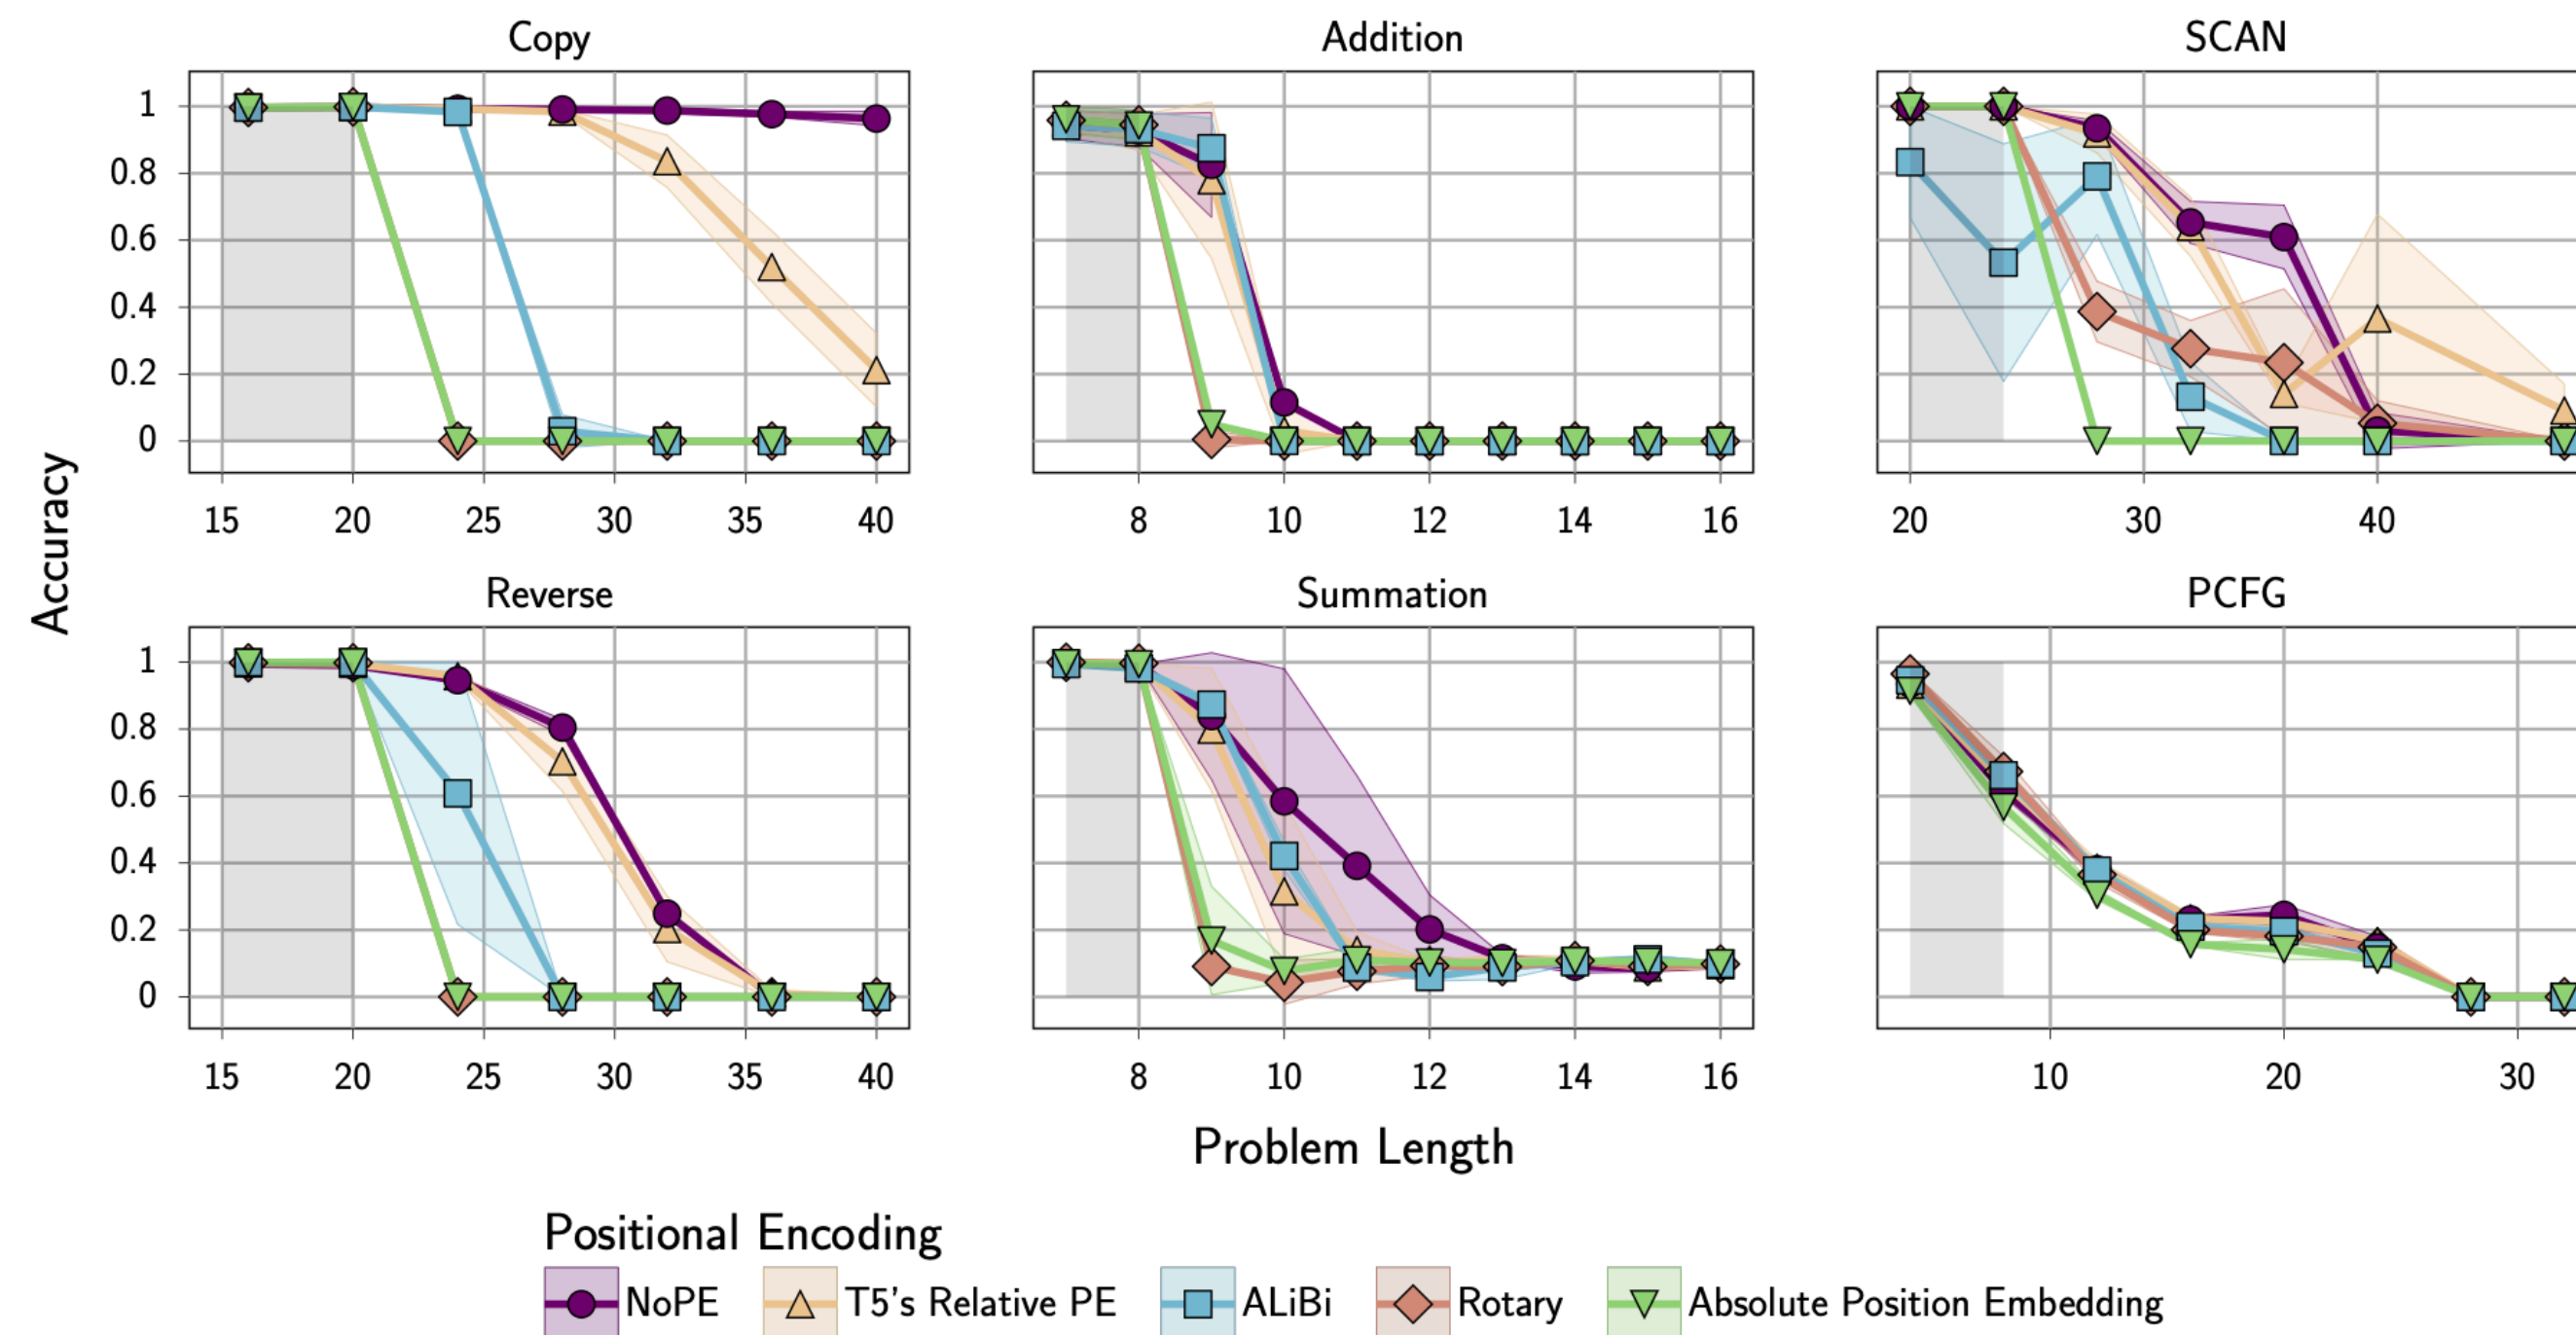 Copy
Addition
SCAN
1
0.8
0.6
0.4
0.2
0
15 20 25 30 35 40
8 10 12 14 16
20 30 40
Accuracy
Reverse
Summation
PCFG
1
0.8
0.6
0.4
0.2
0
15 20 25 30 35 40
8 10 12 14 16
10 20 30
Problem Length
Positional Encoding
NoPE T5's Relative PE ALiBi Rotary Absolute Position Embedding